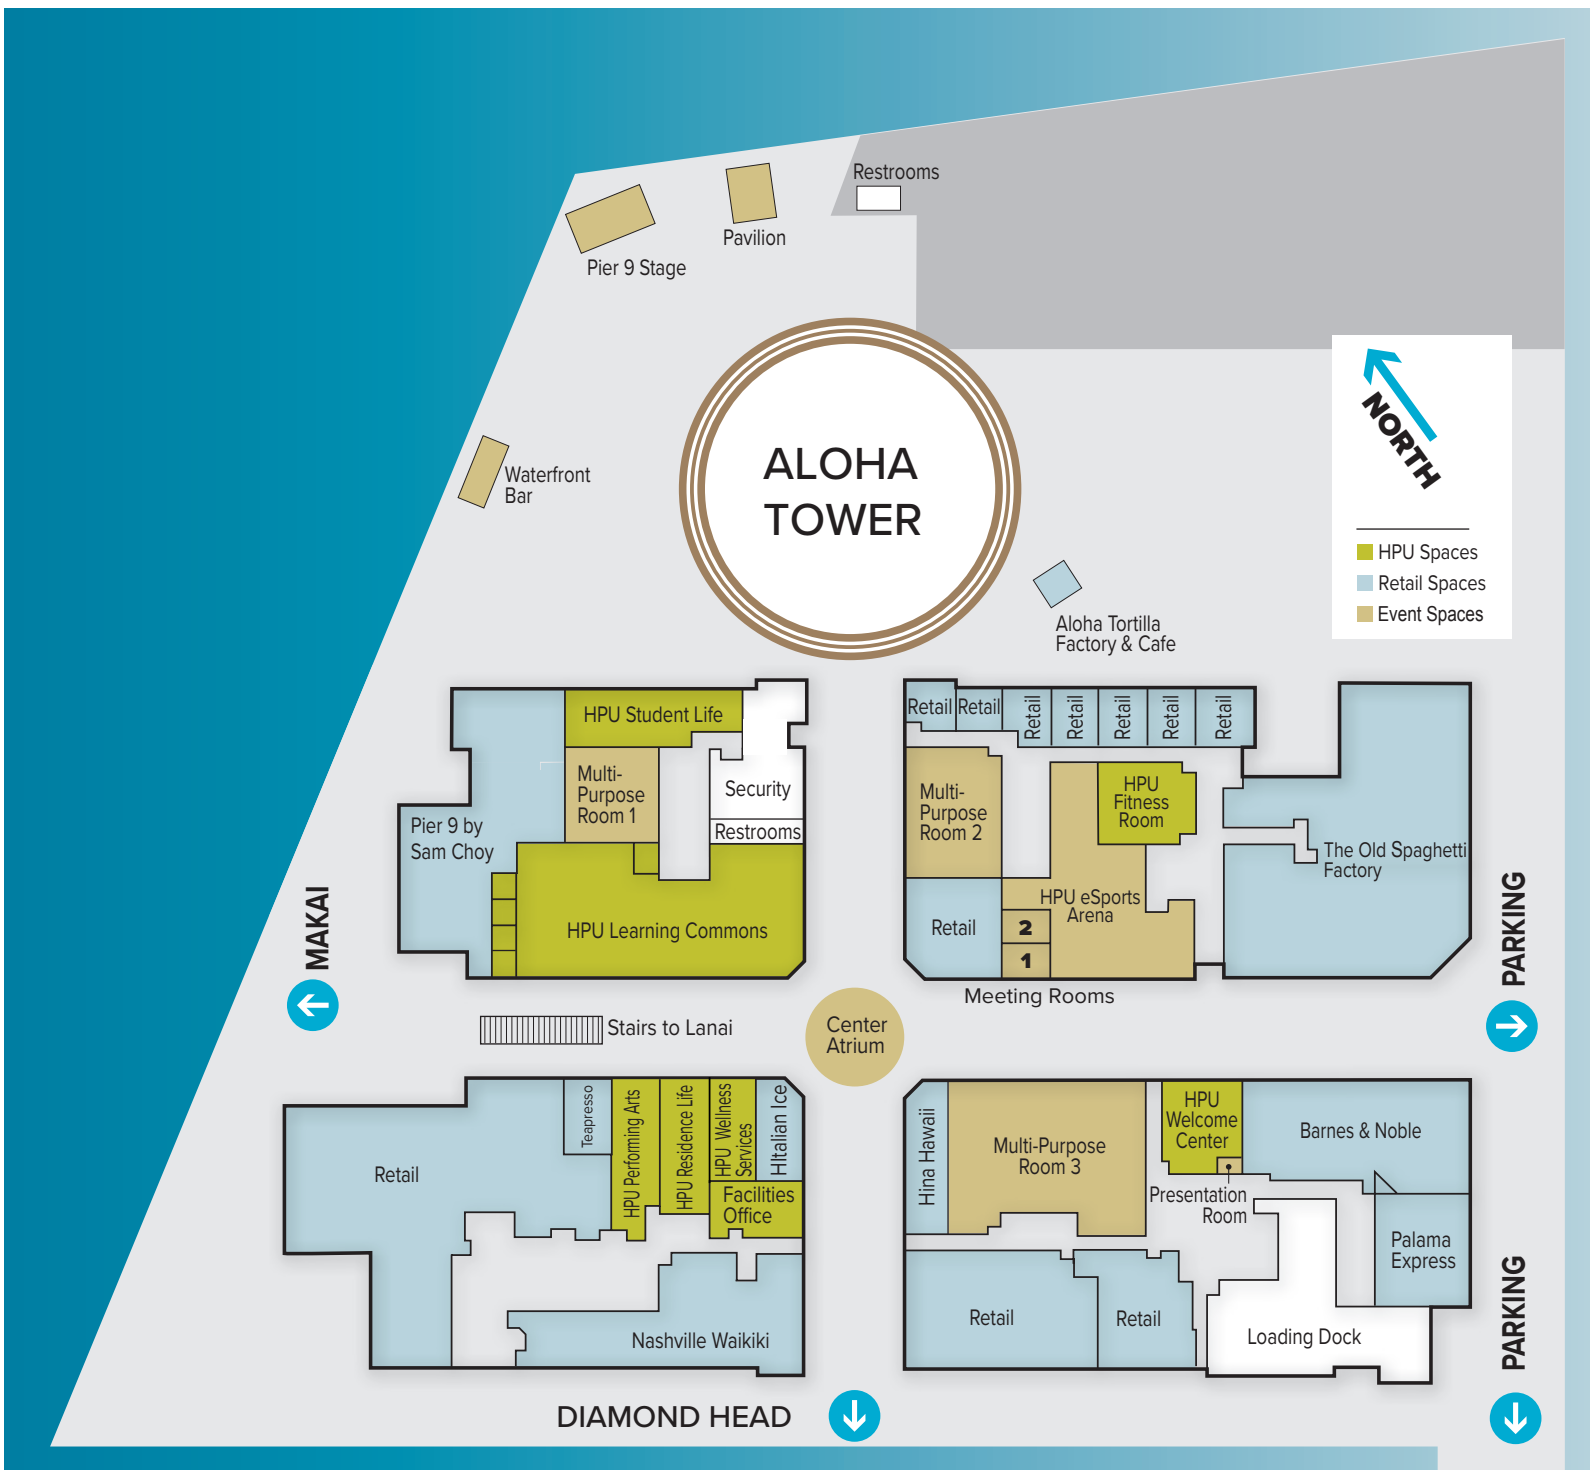 Restrooms
Pavilion
Pier 9 Stage
ALOHA
TOWER
NORTH
Waterfront
Bar
HPU Spaces
Retail Spaces
Event Spaces
Aloha Tortilla
Factory & Cafe
HPU Student Life
Multi-
Purpose
Room 1
Security
Restrooms
Pier 9 by
Sam Choy
HPU Learning Commons
Retail
Retail
Retail
Retail
Retail
Retail
Retail
Multi-
Purpose
Room 2
HPU
Fitness
Room
The Old Spaghetti
Factory
HPU eSports
Arena
Retail
2
1
Meeting Rooms
MAKAI
PARKING
Stairs to Lanai
Center
Atrium
Teapresso
HPU Performing Arts
HPU Residence Life
HPU Wellness
Services
HItalian Ice
Retail
Facilities
Office
Nashville Waikiki
Hina Hawaii
Multi-Purpose
Room 3
HPU
Welcome
Center
Barnes & Noble
Presentation
Room
Palama
Express
Retail
Retail
Loading Dock
PARKING
DIAMOND HEAD